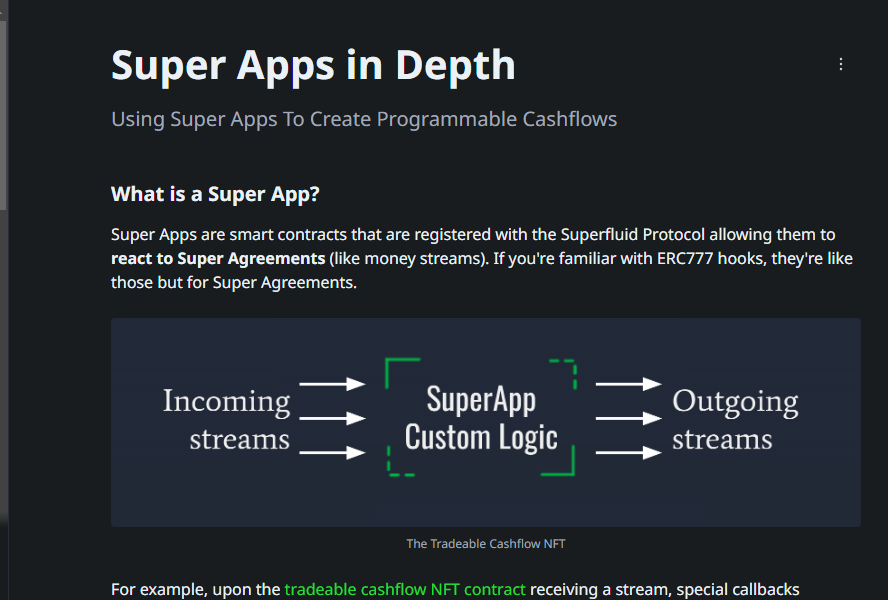 Super Apps in Depth
Using Super Apps To Create Programmable Cashflows
What is a Super App?
Super Apps are smart contracts that are registered with the Superfluid Protocol allowing them to
react to Super Agreements (like money streams). If you're familiar with ERC777 hooks, they're like
those but for Super Agreements.
Incoming
streams
SuperApp
Custom Logic
Outgoing
streams
The Tradeable Cashflow NFT
For example, upon the tradeable cashflow NFT contract receiving a stream, special callbacks